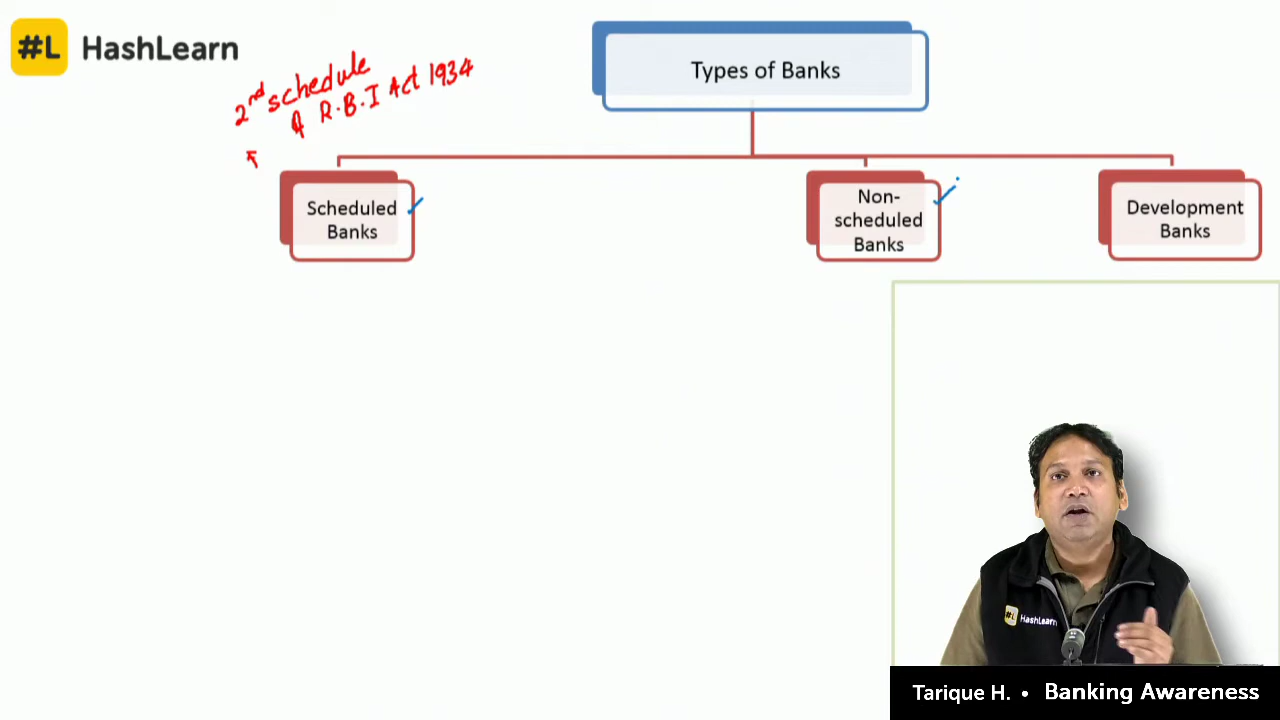 #L HashLearn
Types of Banks
2nd schedule
of R.B.I Act 1934
Scheduled
Banks
Non-
scheduled
Banks
Development
Banks
#L HashLearn
Tarique H. • Banking Awareness